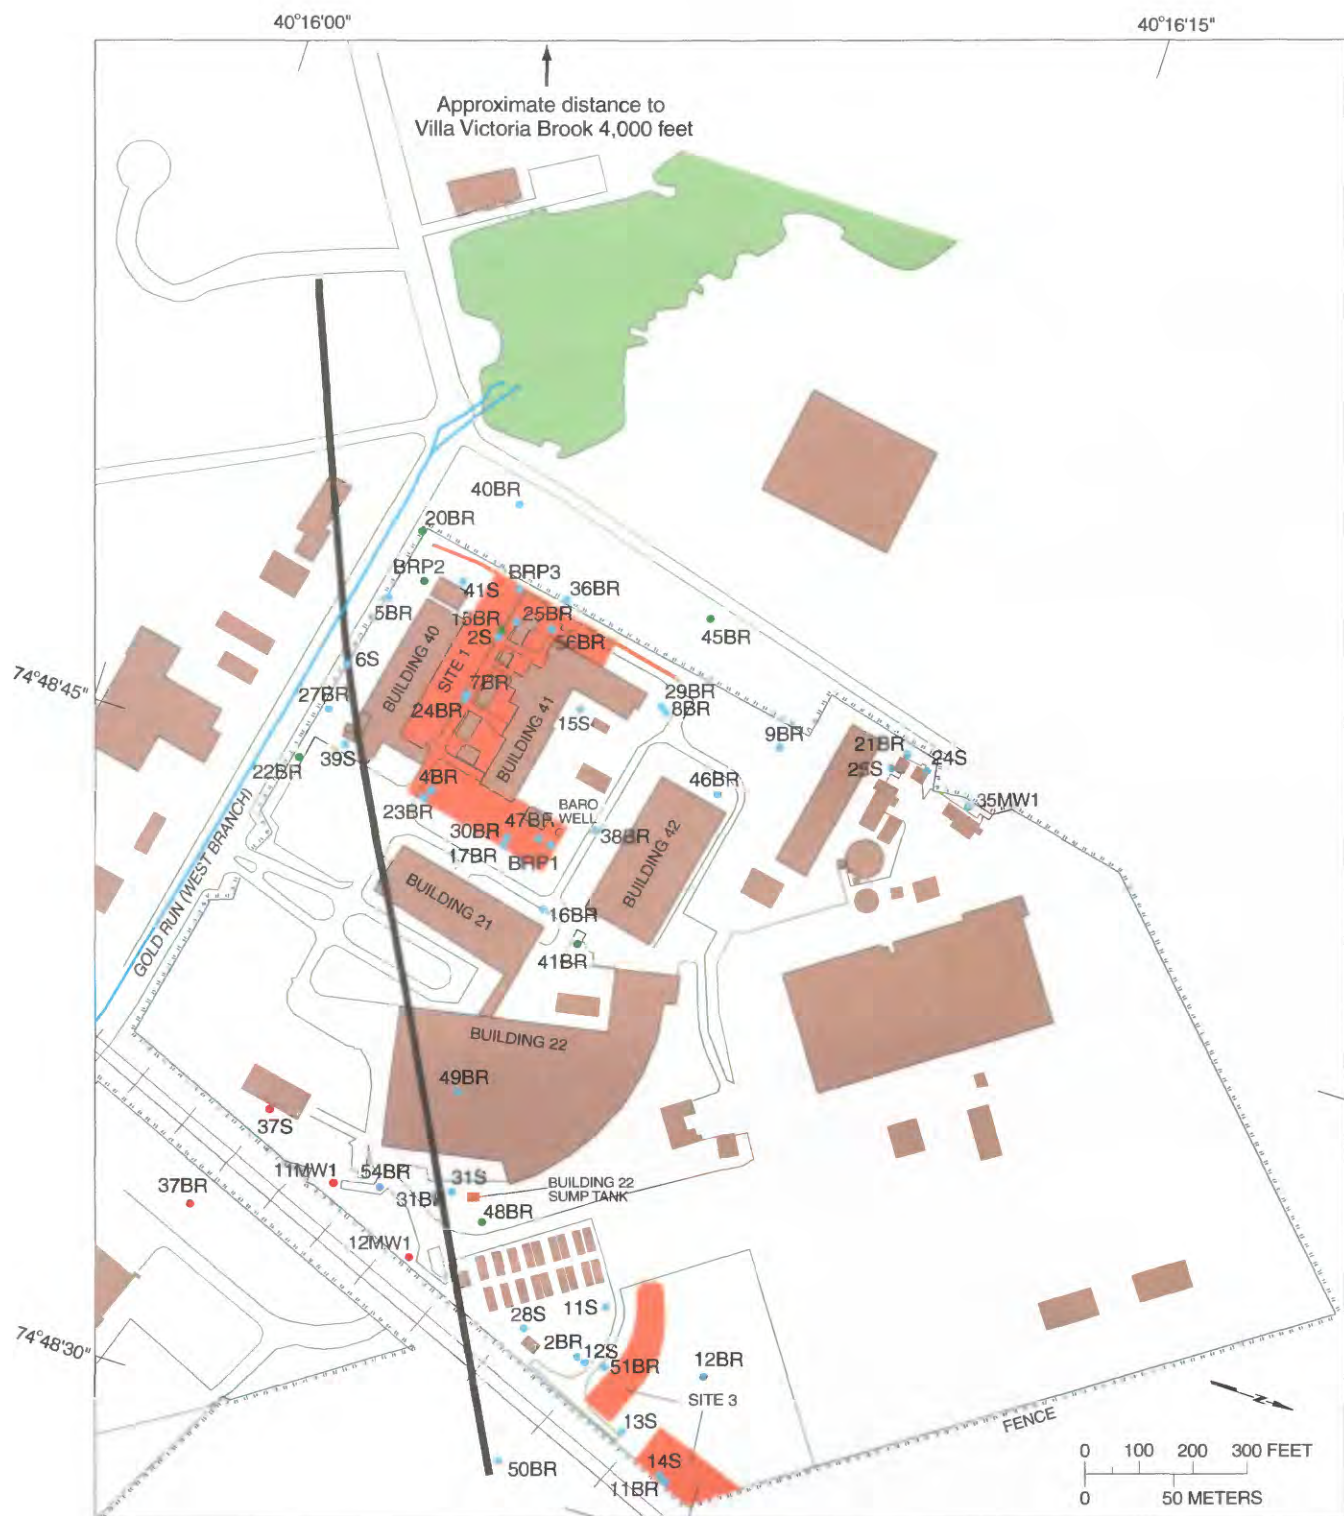 40°16'00"
40°16'15"
Approximate distance to
Villa Victoria Brook 4,000 feet
40BR
20BR
BRP2
BRP3
41S
36BR
5BR
15BR
25BR
2S
56BR
45BR
BUILDING 40
SITE 1
6S
74°48'45"
7BR
29BR
27BR
24BR
8BR
15S
BUILDING 41
9BR
21BR
39S
25S
24S
22BR
4BR
46BR
35MW1
23BR
BARO
WELL
47BR
30BR
38BR
17BR
BRP1
BUILDING 42
GOLD RUN (WEST BRANCH)
BUILDING 21
16BR
41BR
BUILDING 22
49BR
37S
11MW1
54BR
31S
BUILDING 22
SUMP TANK
37BR
31BR
48BR
12MW1
11S
28S
74°48'30"
2BR
12S
51BR
12BR
SITE 3
N
13S
FENCE
0 100 200 300 FEET
50BR
14S
11BR
0 50 METERS